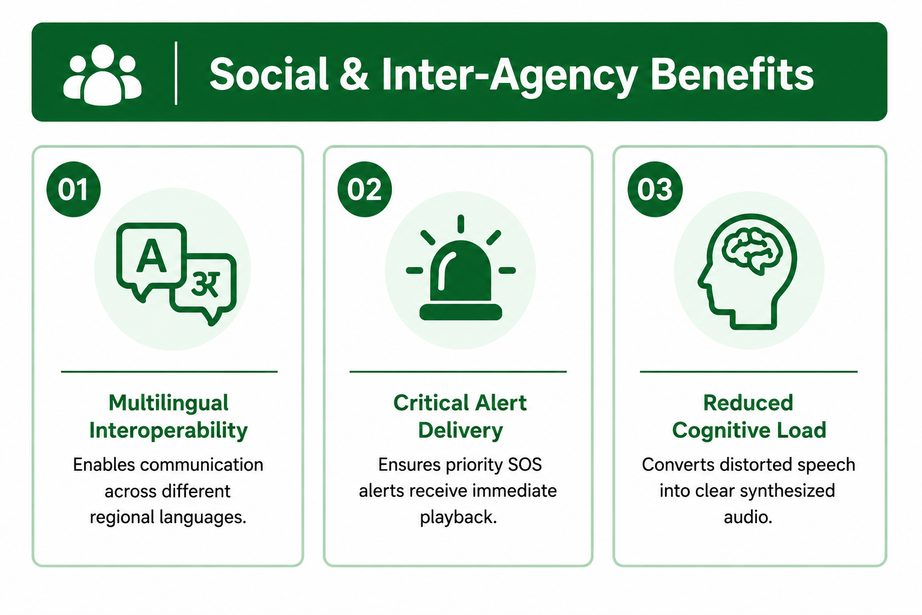 Social & Inter-Agency Benefits
01
A
अ
Multilingual
Interoperability
Enables communication
across different
regional languages.
02
Critical Alert
Delivery
Ensures priority SOS
alerts receive immediate
playback.
03
Reduced
Cognitive Load
Converts distorted speech
into clear synthesized
audio.